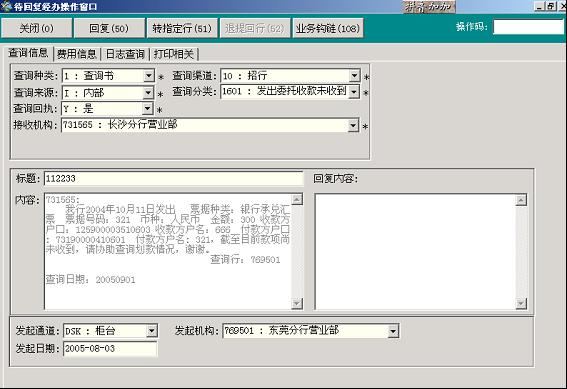 待回复经办操作窗口
拼音加加
关闭(0) 回复(50) 转指定行(51) 退提回行(52) 业务钩链(108) 操作码:
查询信息 费用信息 日志查询 打印相关
查询种类: 1 : 查询书 * 查询渠道: 10 : 招行 *
查询来源: I : 内部 * 查询分类: 1601 : 发出委托收款未收到 *
查询回执: Y : 是 *
接收机构: 731565 : 长沙分行营业部 *
标题: 112233 回复内容:
内容: 731565:
我行2004年10月11日发出 票据种类: 银行承兑汇
票 票据号码: 321 币种: 人民币 金额: 300 收款方
户口: 125900003510603 收款方户名: 666 付款方户口
: 73190000410601 付款方户名: 321, 截至目前款项尚
未收到, 请协助查询划款情况, 谢谢。
查询行: 769501
查询日期: 20050901
发起通道: DSK : 柜台 发起机构: 769501 : 东莞分行营业部
发起日期: 2005-08-03